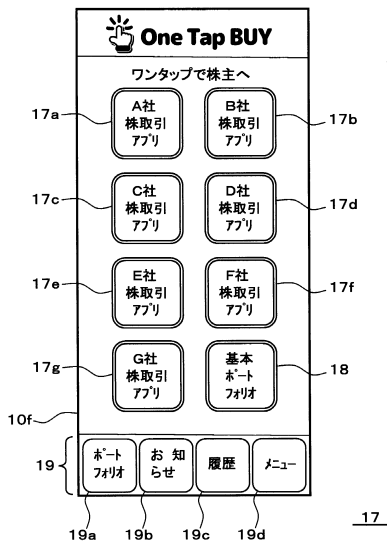 One Tap BUY
ワンタップで株主へ
17a
A社
株取引
アプリ
B社
株取引
アプリ
17b
17c
C社
株取引
アプリ
D社
株取引
アプリ
17d
17e
E社
株取引
アプリ
F社
株取引
アプリ
17f
17g
G社
株取引
アプリ
基本
ポート
フォリオ
18
10f
19
ポート
フォリオ
お 知
らせ
履歴
メニュー
19a
19b
19c
19d
17